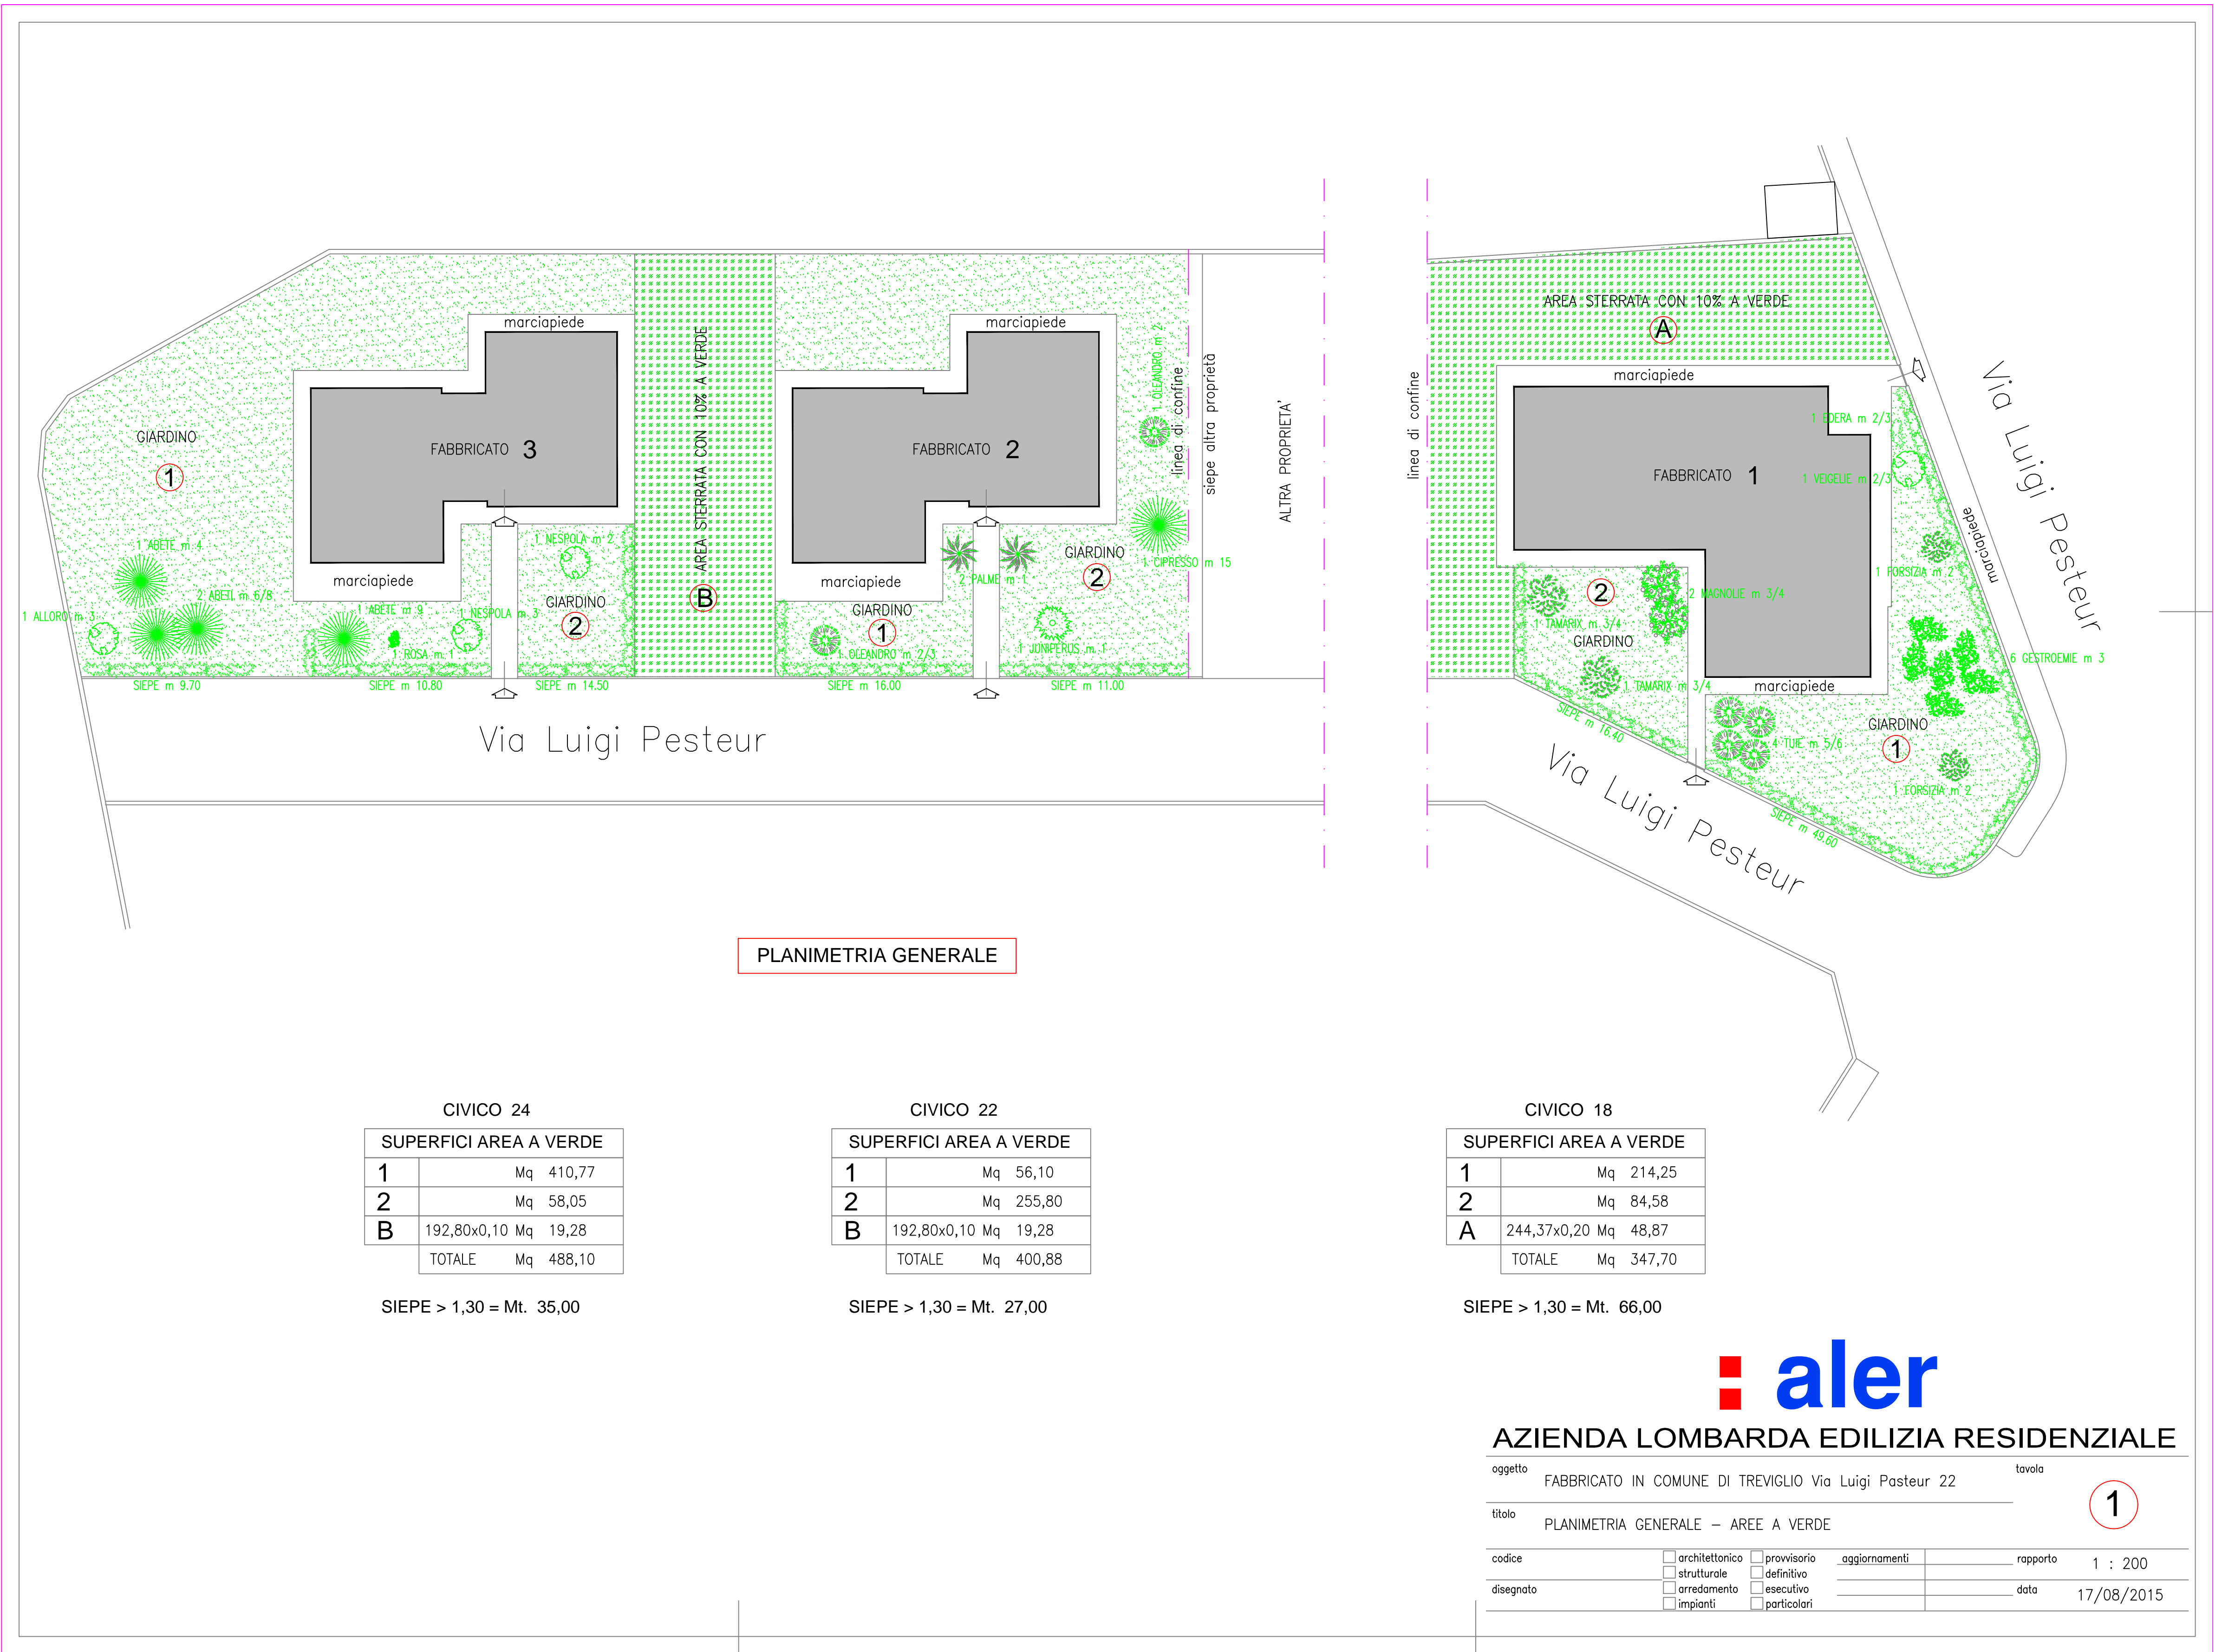 AREA STERRATA CON 10% A VERDE
A
marciapiede
marciapiede
marciapiede
1 OLEANDRO m 2
linea di confine
siepe altra proprietà
ALTRA PROPRIETA'
linea di confine
Via Luigi Pesteur
GIARDINO
1
FABBRICATO 3
AREA STERRATA CON 10% A VERDE
B
FABBRICATO 2
FABBRICATO 1
1 EDERA m 2/3
1 VEIGELIE m 2/3
marciapiede
1 FORSIZIA m 2
1 ABETE m 4
2 ABETI m 6/8
1 ALLORO m 3
marciapiede
1 ABETE m 9
1 ROSA m 1
1 NESPOLA m 3
1 NESPOLA m 2
GIARDINO
2
marciapiede
GIARDINO
1
1 OLEANDRO m 2/3
2 PALME m 1
GIARDINO
2
1 CIPRESSO m 15
1 JUNIPERUS m 1
2
1 TAMARIX m 3/4
GIARDINO
2 MAGNOLIE m 3/4
1 TAMARIX m 3/4
marciapiede
6 GESTROEMIE m 3
GIARDINO
1
4 TUIE m 5/6
1 FORSIZIA m 2
SIEPE m 9.70
SIEPE m 10.80
SIEPE m 14.50
SIEPE m 16.00
SIEPE m 11.00
SIEPE m 16.40
SIEPE m 49.60
Via Luigi Pesteur
Via Luigi Pesteur
PLANIMETRIA GENERALE
CIVICO 24
SUPERFICI AREA A VERDE
1 Mq 410,77
2 Mq 58,05
B 192,80x0,10 Mq 19,28
TOTALE Mq 488,10
SIEPE > 1,30 = Mt. 35,00
CIVICO 22
SUPERFICI AREA A VERDE
1 Mq 56,10
2 Mq 255,80
B 192,80x0,10 Mq 19,28
TOTALE Mq 400,88
SIEPE > 1,30 = Mt. 27,00
CIVICO 18
SUPERFICI AREA A VERDE
1 Mq 214,25
2 Mq 84,58
A 244,37x0,20 Mq 48,87
TOTALE Mq 347,70
SIEPE > 1,30 = Mt. 66,00
aler
AZIENDA LOMBARDA EDILIZIA RESIDENZIALE
oggetto
FABBRICATO IN COMUNE DI TREVIGLIO Via Luigi Pasteur 22
tavola
1
titolo
PLANIMETRIA GENERALE – AREE A VERDE
codice
architettonico provvisorio aggiornamenti
strutturale definitivo
rapporto 1 : 200
disegnato
arredamento esecutivo
impianti particolari
data 17/08/2015